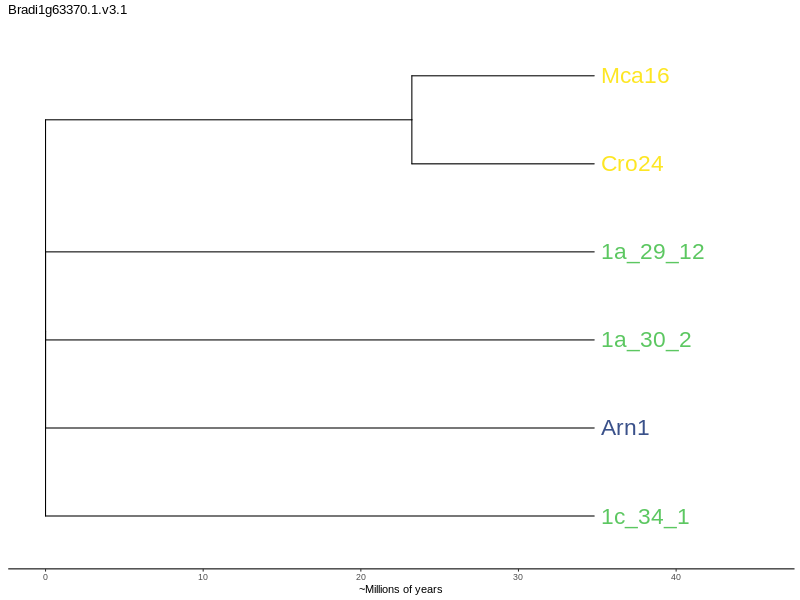 Bradi1g63370.1.v3.1
Mca16
Cro24
1a_29_12
1a_30_2
Arn1
1c_34_1
0 10 20 30 40
~Millions of years